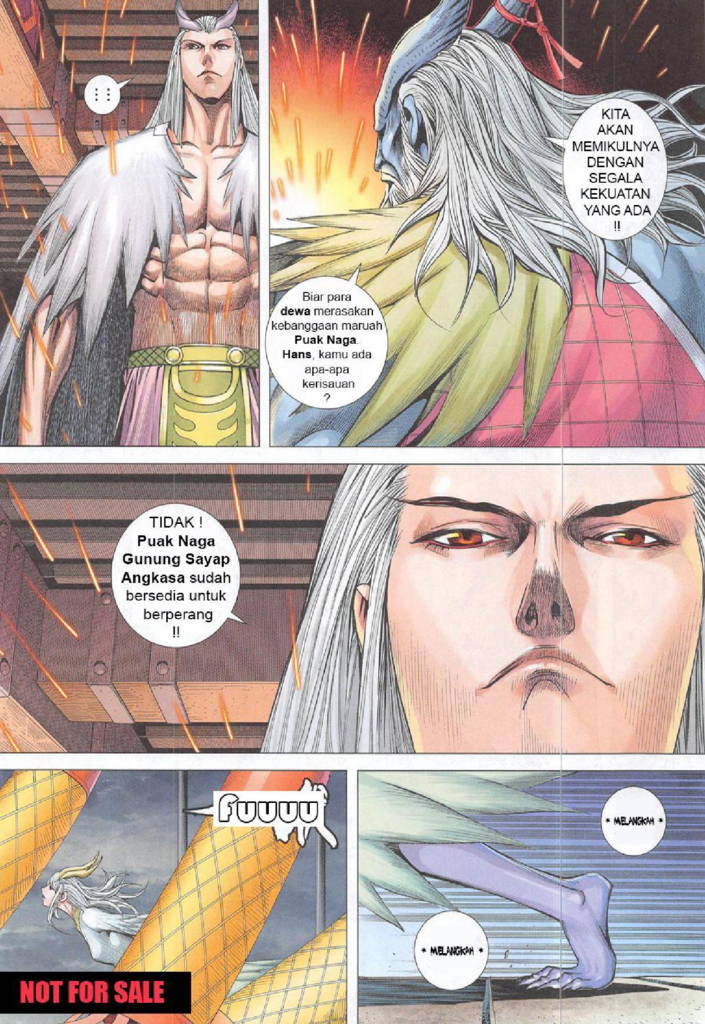 KITA
AKAN
MEMIKULNYA
DENGAN
SEGALA
KEKUATAN
YANG ADA
!!
Biar para
dewa merasakan
kebanggaan maruah
Puak Naga.
Hans, kamu ada
apa-apa
kerisauan
?
TIDAK !
Puak Naga
Gunung Sayap
Angkasa sudah
bersedia untuk
berperang
!!
FUUUU
* MELANGKAH *
* MELANGKAH *
NOT FOR SALE